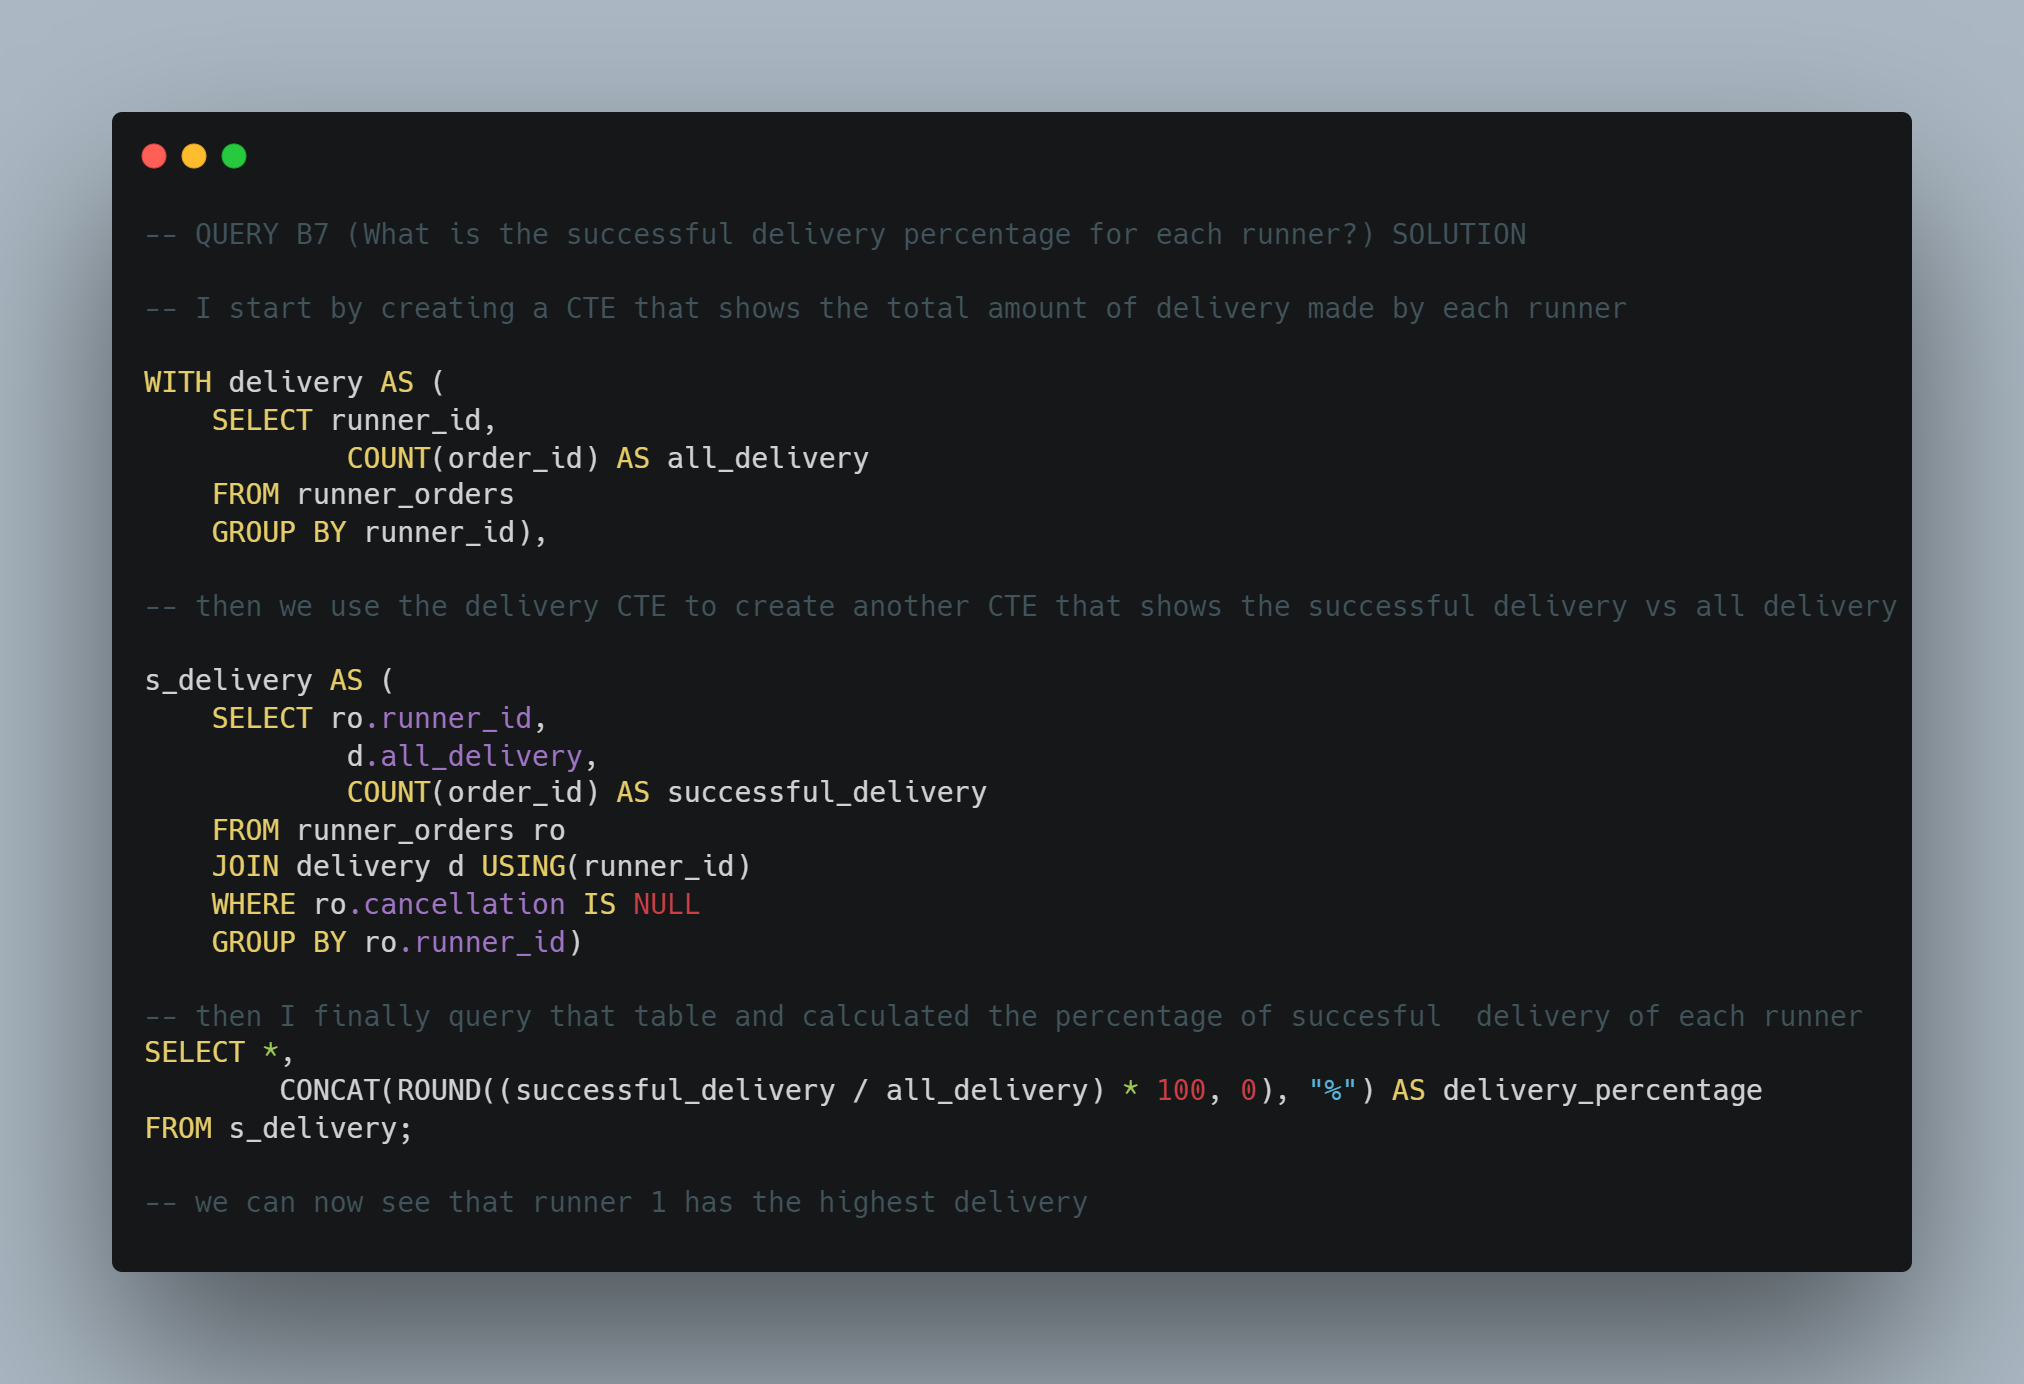 -- QUERY B7 (What is the successful delivery percentage for each runner?) SOLUTION
-- I start by creating a CTE that shows the total amount of delivery made by each runner
WITH delivery AS (
    SELECT runner_id,
            COUNT(order_id) AS all_delivery
    FROM runner_orders
    GROUP BY runner_id),
-- then we use the delivery CTE to create another CTE that shows the successful delivery vs all delivery
s_delivery AS (
    SELECT ro.runner_id,
            d.all_delivery,
            COUNT(order_id) AS successful_delivery
    FROM runner_orders ro
    JOIN delivery d USING(runner_id)
    WHERE ro.cancellation IS NULL
    GROUP BY ro.runner_id)
-- then I finally query that table and calculated the percentage of succesful  delivery of each runner
SELECT *,
        CONCAT(ROUND((successful_delivery / all_delivery) * 100, 0), "%") AS delivery_percentage
FROM s_delivery;
-- we can now see that runner 1 has the highest delivery